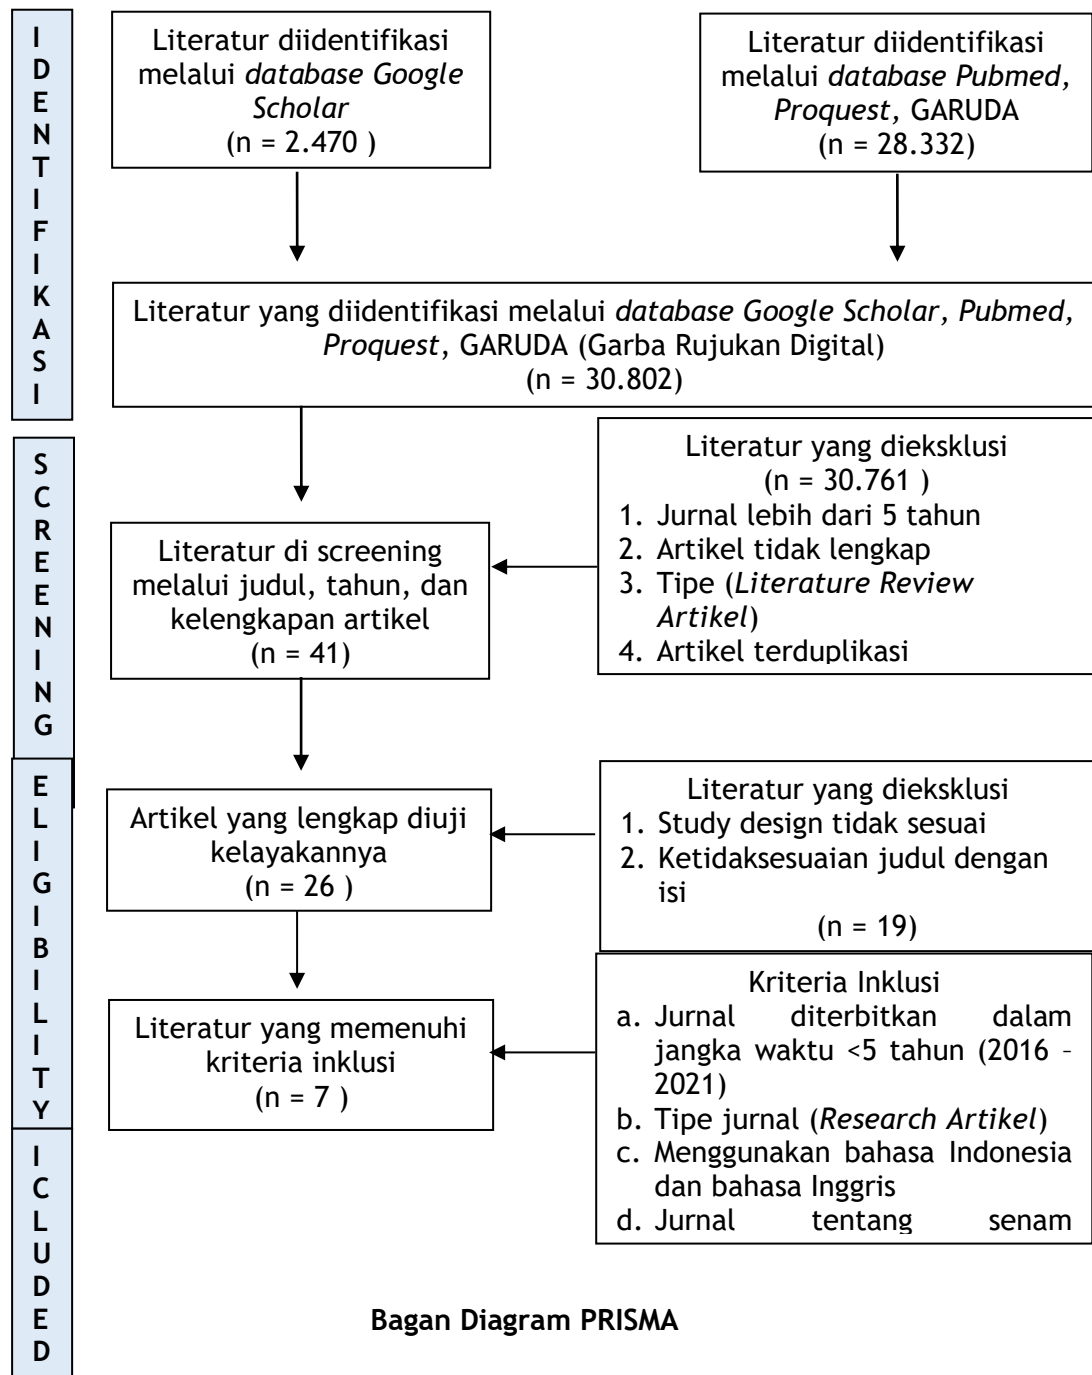 IDENTIFIKASI
Literatur diidentifikasi
melalui database Google
Scholar
(n = 2.470 )
Literatur diidentifikasi
melalui database Pubmed,
Proquest, GARUDA
(n = 28.332)
Literatur yang diidentifikasi melalui database Google Scholar, Pubmed,
Proquest, GARUDA (Garba Rujukan Digital)
(n = 30.802)
SCREENING
Literatur di screening
melalui judul, tahun, dan
kelengkapan artikel
(n = 41)
Literatur yang dieksklusi
(n = 30.761 )
1. Jurnal lebih dari 5 tahun
2. Artikel tidak lengkap
3. Tipe (Literature Review
Artikel)
4. Artikel terduplikasi
ELIGIBILITY
Artikel yang lengkap diuji
kelayakannya
(n = 26 )
Literatur yang dieksklusi
1. Study design tidak sesuai
2. Ketidaksesuaian judul dengan
isi
(n = 19)
Literatur yang memenuhi
kriteria inklusi
(n = 7 )
Kriteria Inklusi
a. Jurnal diterbitkan dalam
jangka waktu <5 tahun (2016 –
2021)
b. Tipe jurnal (Research Artikel)
c. Menggunakan bahasa Indonesia
dan bahasa Inggris
d. Jurnal tentang senam
ICLUDED
Bagan Diagram PRISMA